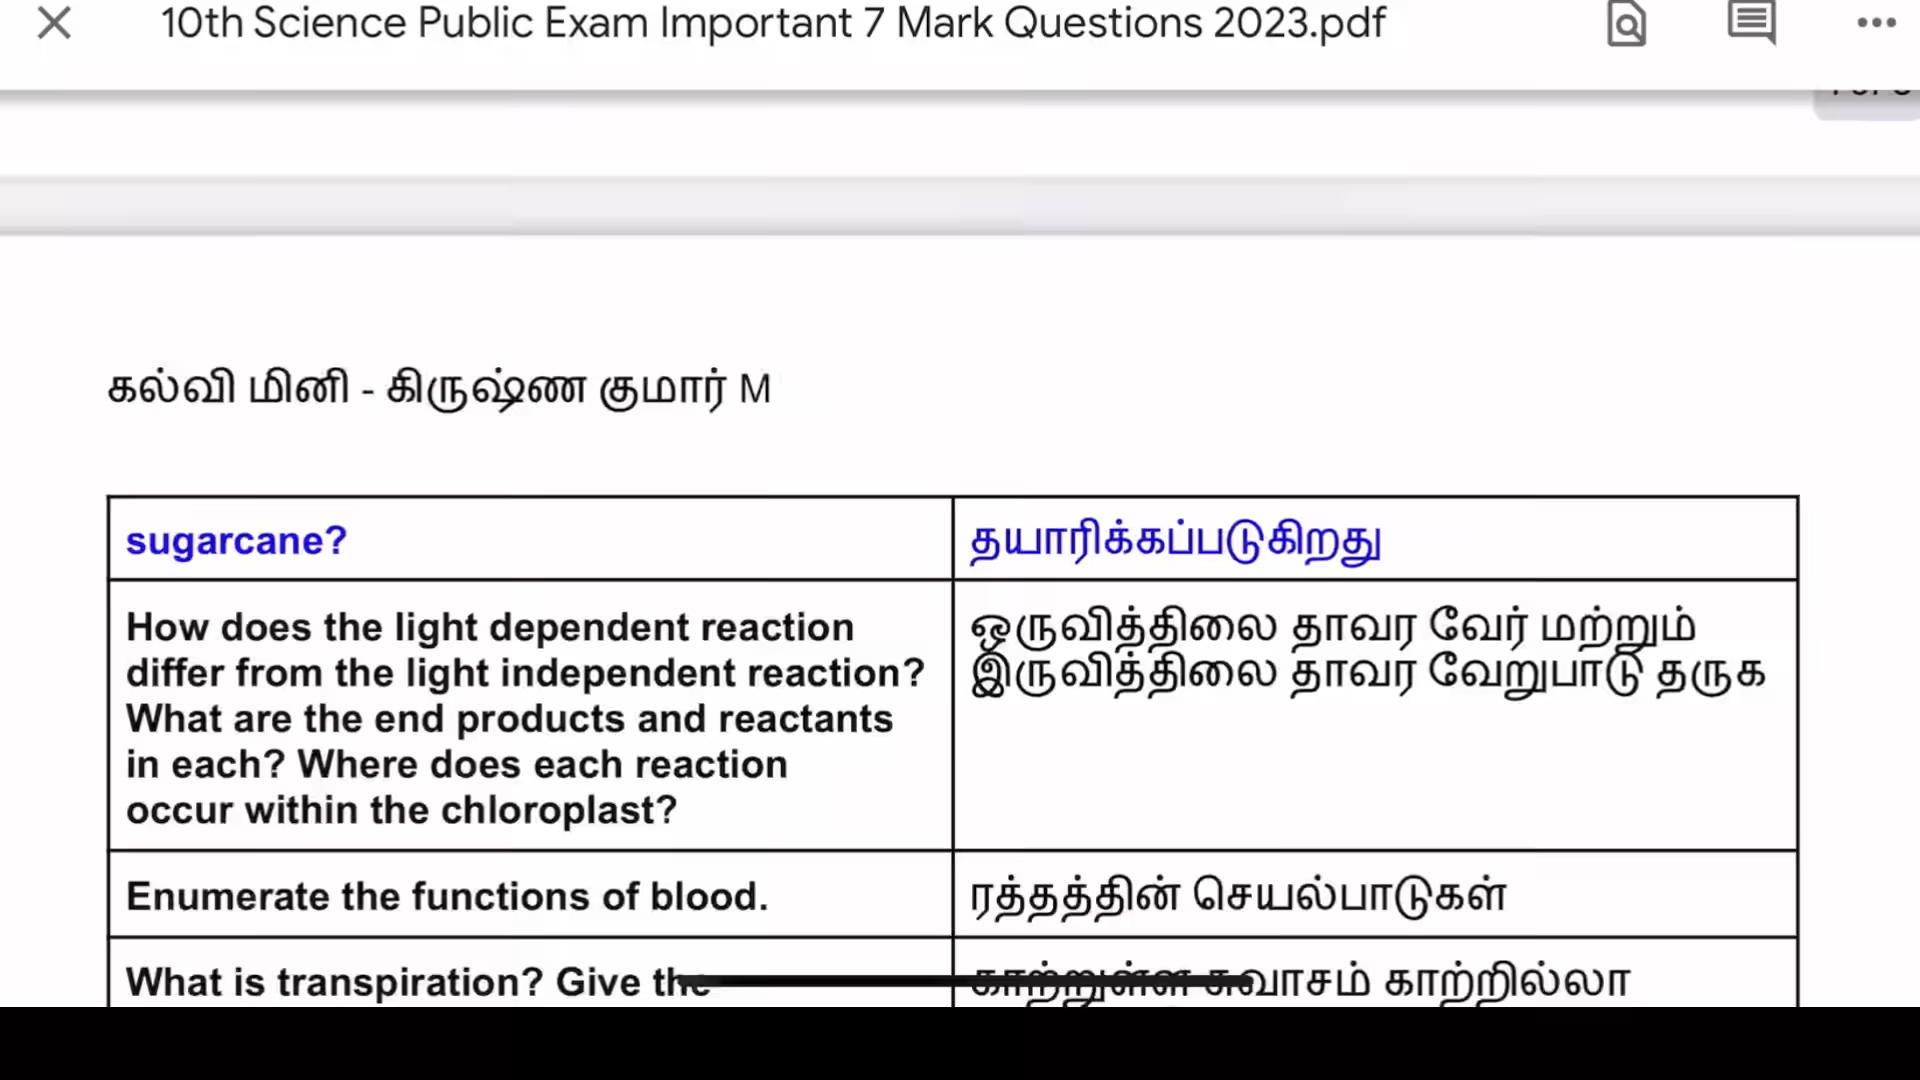 10th Science Public Exam Important 7 Mark Questions 2023.pdf
கல்வி மினி - கிருஷ்ண குமார் M
sugarcane?
தயாரிக்கப்படுகிறது
How does the light dependent reaction
differ from the light independent reaction?
What are the end products and reactants
in each? Where does each reaction
occur within the chloroplast?
ஒருவித்திலை தாவர வேர் மற்றும்
இருவித்திலை தாவர வேறுபாடு தருக
Enumerate the functions of blood.
ரத்தத்தின் செயல்பாடுகள்
What is transpiration? Give the
காற்றுள்ள சுவாசம் காற்றில்லா